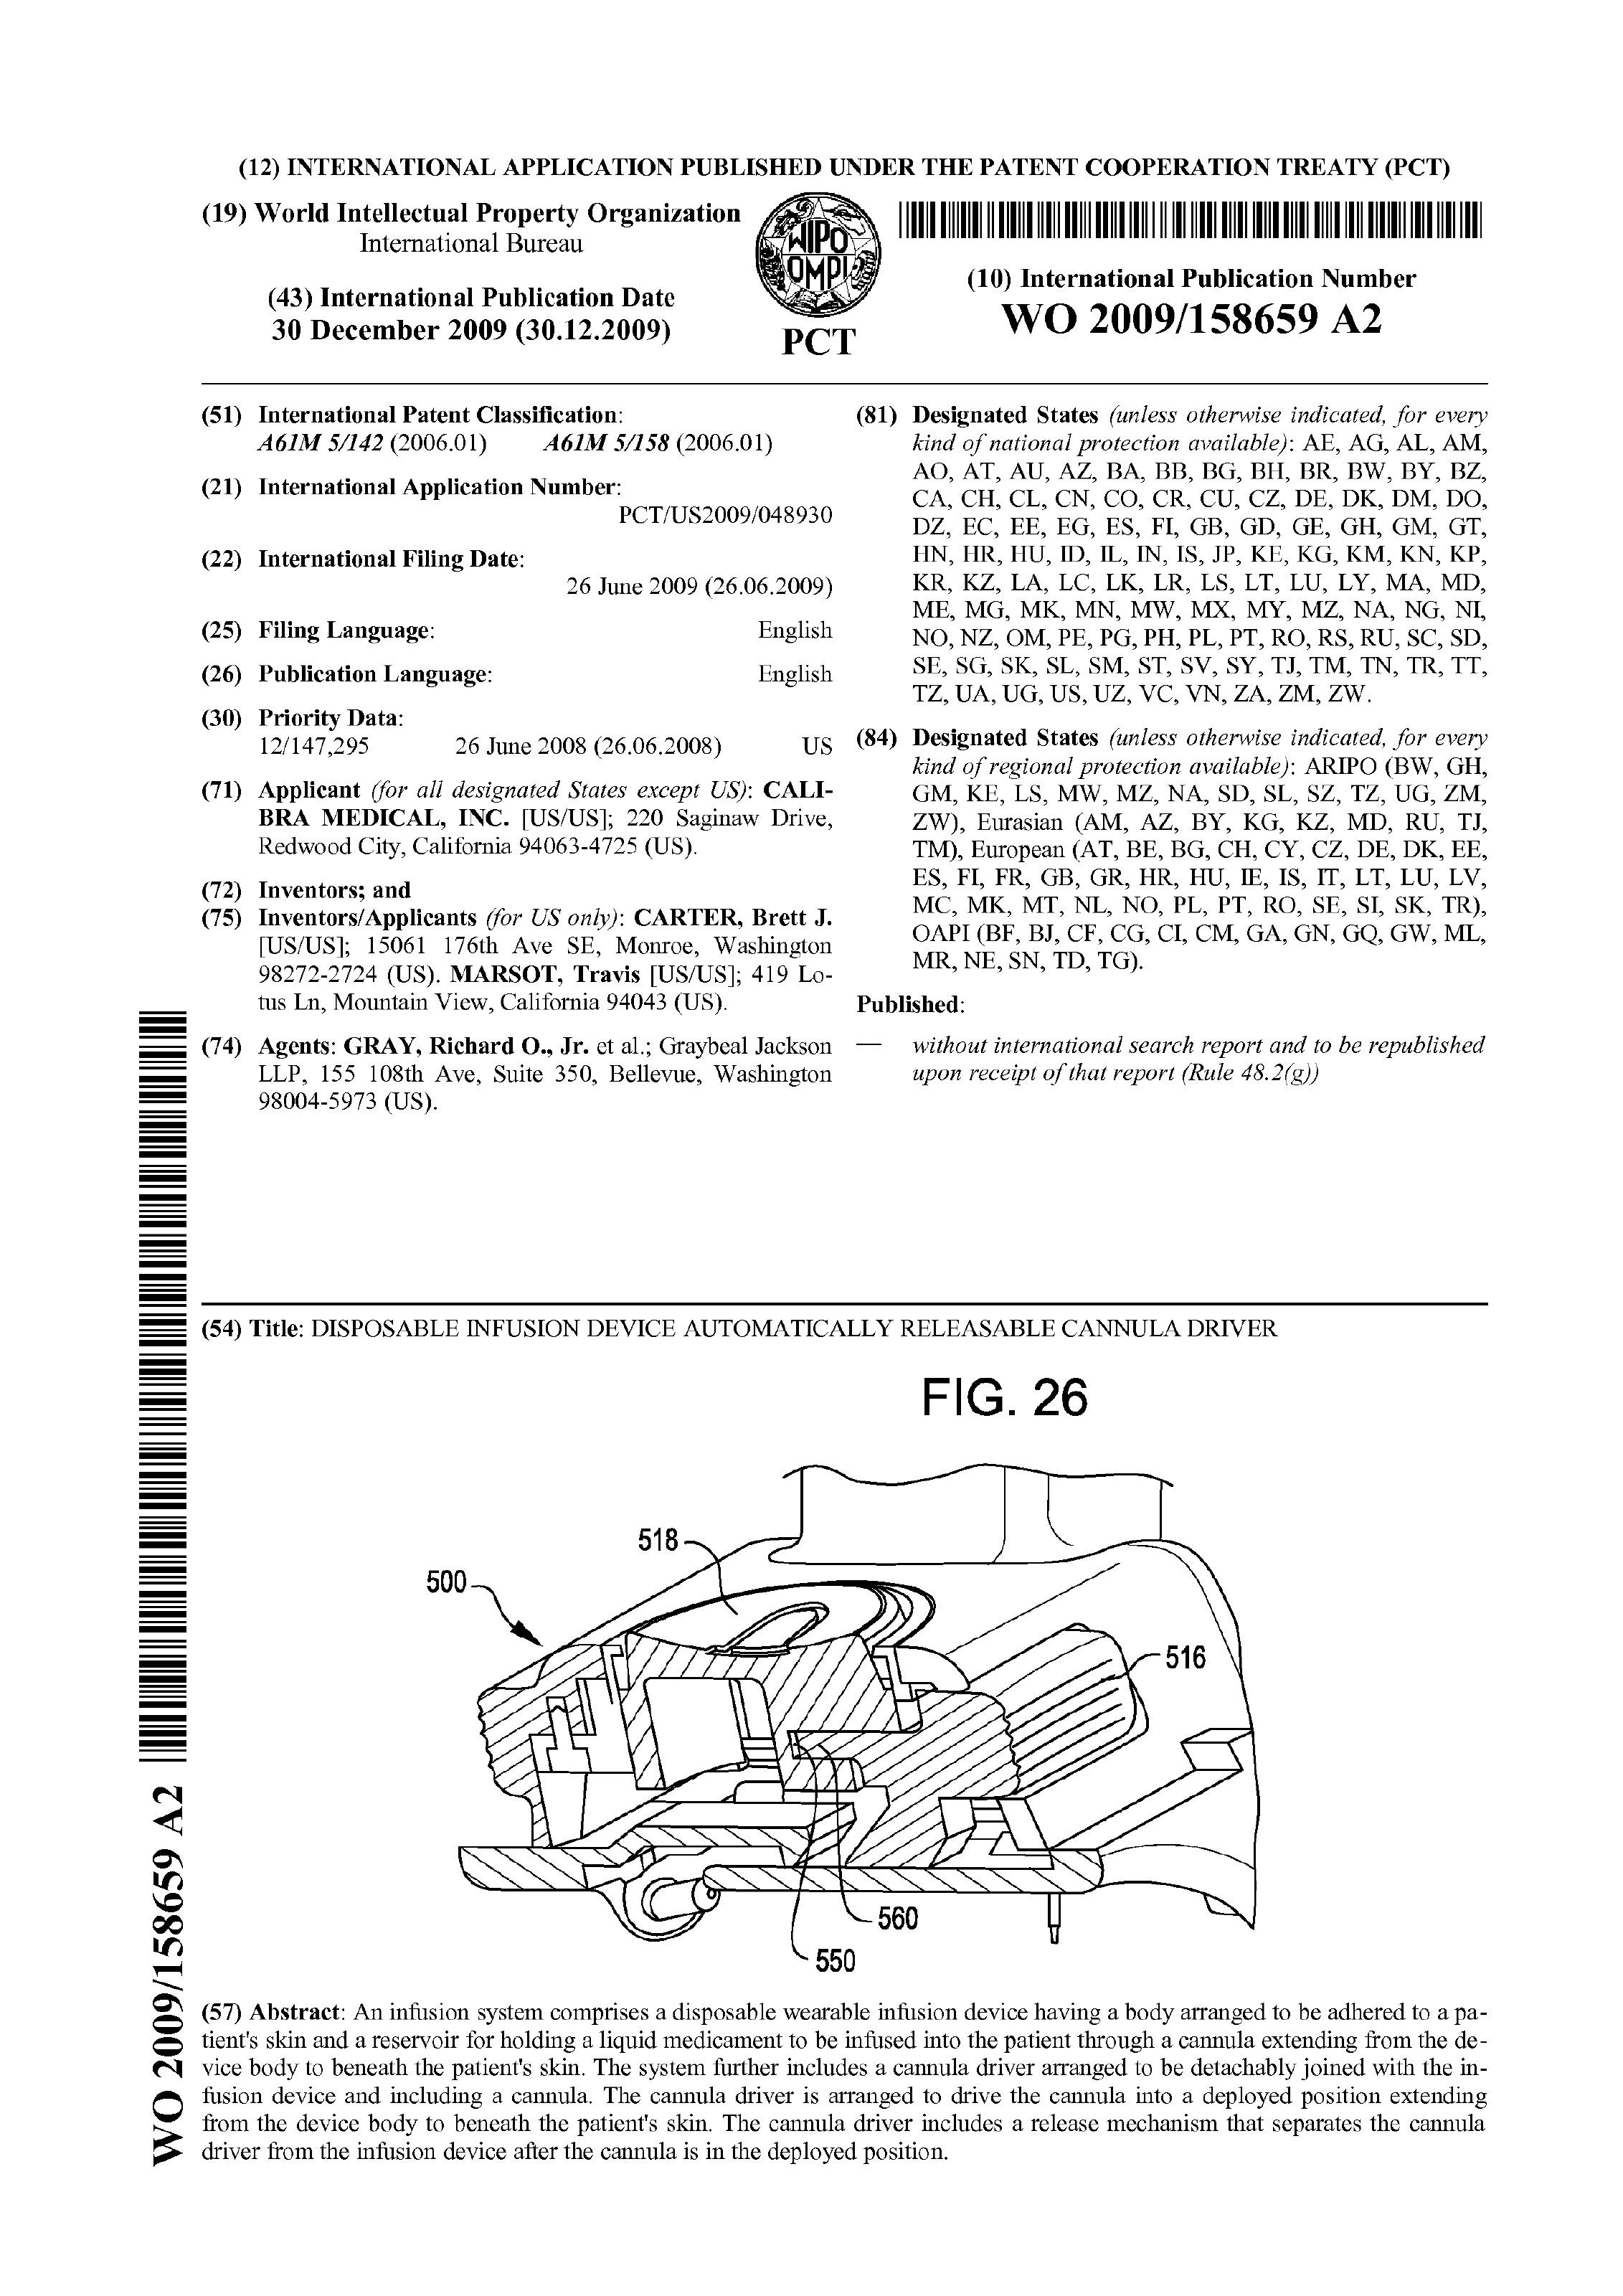 (12) INTERNATIONAL APPLICATION PUBLISHED UNDER THE PATENT COOPERATION TREATY (PCT)
(19) World Intellectual Property Organization
International Bureau
(43) International Publication Date
30 December 2009 (30.12.2009)
WIPO
OMPI
PCT
(10) International Publication Number
WO 2009/158659 A2
(51) International Patent Classification:
A61M 5/142 (2006.01) A61M 5/158 (2006.01)
(21) International Application Number:
PCT/US2009/048930
(22) International Filing Date:
26 June 2009 (26.06.2009)
(25) Filing Language: English
(26) Publication Language: English
(30) Priority Data:
12/147,295 26 June 2008 (26.06.2008) US
(71) Applicant (for all designated States except US): CALI-
BRA MEDICAL, INC. [US/US]; 220 Saginaw Drive,
Redwood City, California 94063-4725 (US).
(72) Inventors; and
(75) Inventors/Applicants (for US only): CARTER, Brett J.
[US/US]; 15061 176th Ave SE, Monroe, Washington
98272-2724 (US). MARSOT, Travis [US/US]; 419 Lo-
tus Ln, Mountain View, California 94043 (US).
(74) Agents: GRAY, Richard O., Jr. et al.; Graybeal Jackson
LLP, 155 108th Ave, Suite 350, Bellevue, Washington
98004-5973 (US).
(81) Designated States (unless otherwise indicated, for every
kind of national protection available): AE, AG, AL, AM,
AO, AT, AU, AZ, BA, BB, BG, BH, BR, BW, BY, BZ,
CA, CH, CL, CN, CO, CR, CU, CZ, DE, DK, DM, DO,
DZ, EC, EE, EG, ES, FI, GB, GD, GE, GH, GM, GT,
HN, HR, HU, ID, IL, IN, IS, JP, KE, KG, KM, KN, KP,
KR, KZ, LA, LC, LK, LR, LS, LT, LU, LY, MA, MD,
ME, MG, MK, MN, MW, MX, MY, MZ, NA, NG, NI,
NO, NZ, OM, PE, PG, PH, PL, PT, RO, RS, RU, SC, SD,
SE, SG, SK, SL, SM, ST, SV, SY, TJ, TM, TN, TR, TT,
TZ, UA, UG, US, UZ, VC, VN, ZA, ZM, ZW.
(84) Designated States (unless otherwise indicated, for every
kind of regional protection available): ARIPO (BW, GH,
GM, KE, LS, MW, MZ, NA, SD, SL, SZ, TZ, UG, ZM,
ZW), Eurasian (AM, AZ, BY, KG, KZ, MD, RU, TJ,
TM), European (AT, BE, BG, CH, CY, CZ, DE, DK, EE,
ES, FI, FR, GB, GR, HR, HU, IE, IS, IT, LT, LU, LV,
MC, MK, MT, NL, NO, PL, PT, RO, SE, SI, SK, TR),
OAPI (BF, BJ, CF, CG, CI, CM, GA, GN, GQ, GW, ML,
MR, NE, SN, TD, TG).
Published:
— without international search report and to be republished
upon receipt of that report (Rule 48.2(g))
(54) Title: DISPOSABLE INFUSION DEVICE AUTOMATICALLY RELEASABLE CANNULA DRIVER
FIG. 26
518
500
516
560
550
(57) Abstract: An infusion system comprises a disposable wearable infusion device having a body arranged to be adhered to a pa-
tient's skin and a reservoir for holding a liquid medicament to be infused into the patient through a cannula extending from the de-
vice body to beneath the patient's skin. The system further includes a cannula driver arranged to be detachably joined with the in-
fusion device and including a cannula. The cannula driver is arranged to drive the cannula into a deployed position extending
from the device body to beneath the patient's skin. The cannula driver includes a release mechanism that separates the cannula
driver from the infusion device after the cannula is in the deployed position.
WO 2009/158659 A2